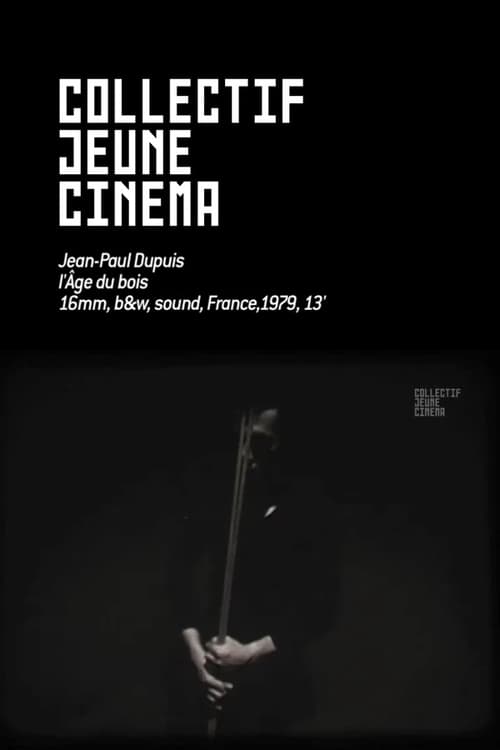 COLLECTIF
JEUNE
CINEMA
Jean-Paul Dupuis
l'Âge du bois
16mm, b&w, sound, France,1979, 13'
COLLECTIF
JEUNE
CINEMA